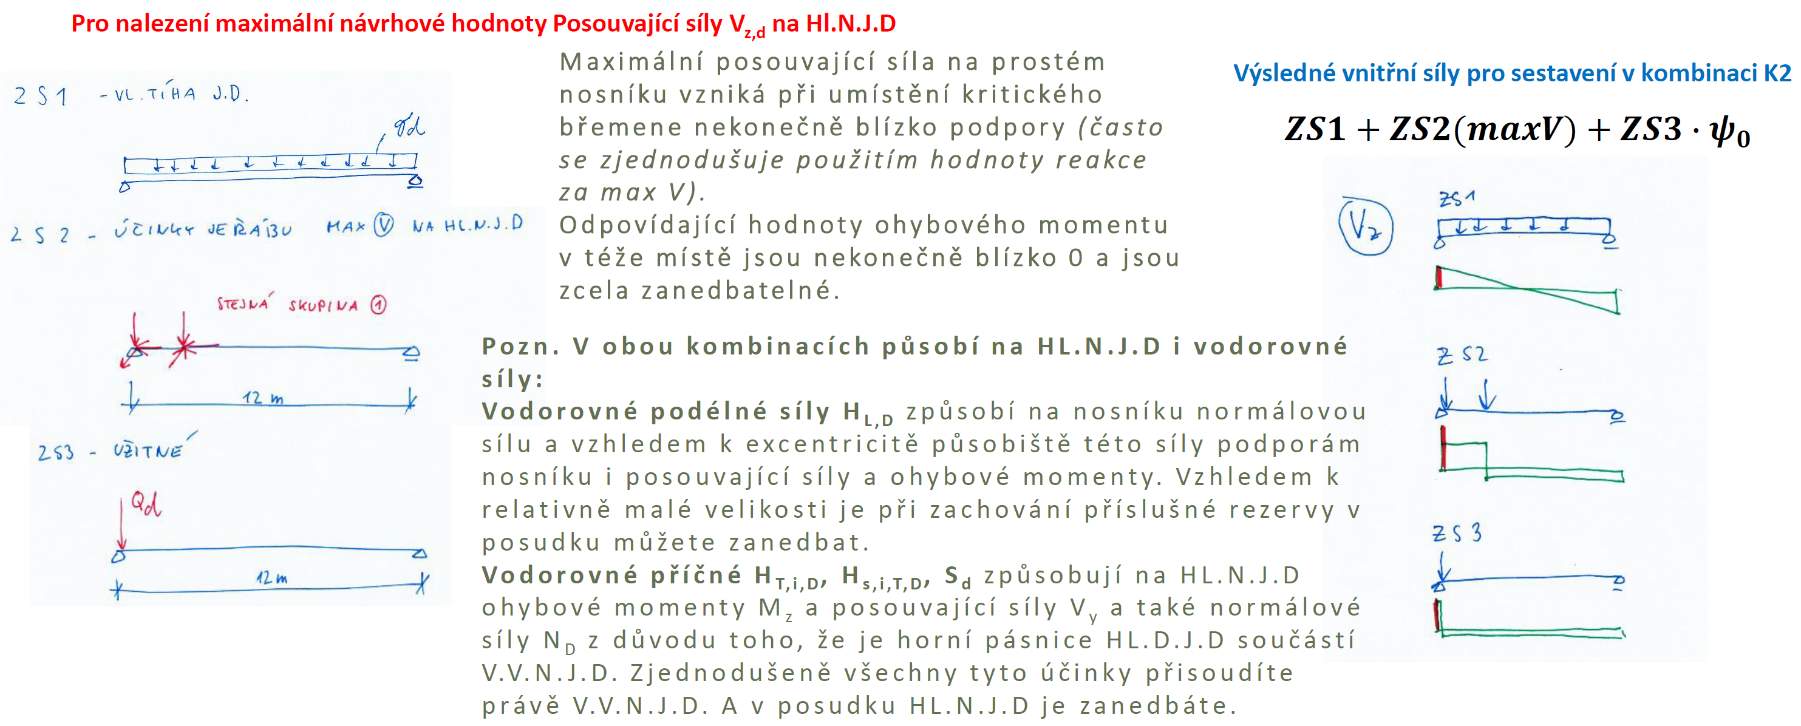 Pro nalezení maximální návrhové hodnoty Posouvající síly Vz,d na Hl.N.J.D
ZS1 - VL. TÍHA J.D.
qd
ZS2 - ÚČINKY JEŘÁBU MAX V NA HL.N.J.D
STEJNÁ SKUPINA 1
12 m
ZS3 - UŽITNÉ
Qd
12 m
Maximální posouvající síla na prostém
nosníku vzniká při umístění kritického
břemene nekonečně blízko podpory (často
se zjednodušuje použitím hodnoty reakce
za max V).
Odpovídající hodnoty ohybového momentu
v téže místě jsou nekonečně blízko 0 a jsou
zcela zanedbatelné.
Pozn. V obou kombinacích působí na HL.N.J.D i vodorovné
síly:
Vodorovné podélné síly HL,D způsobí na nosníku normálovou
sílu a vzhledem k excentricitě působiště této síly podporám
nosníku i posouvající síly a ohybové momenty. Vzhledem k
relativně malé velikosti je při zachování příslušné rezervy v
posudku můžete zanedbat.
Vodorovné příčné HT,i,D, Hs,i,T,D, Sd způsobují na HL.N.J.D
ohybové momenty Mz a posouvající síly Vy a také normálové
síly ND z důvodu toho, že je horní pásnice HL.D.J.D součástí
V.V.N.J.D. Zjednodušeně všechny tyto účinky přisoudíte
právě V.V.N.J.D. A v posudku HL.N.J.D je zanedbáte.
Výsledné vnitřní síly pro sestavení v kombinaci K2
ZS1 + ZS2(maxV) + ZS3 · ψ0
Vz
ZS1
ZS2
ZS3